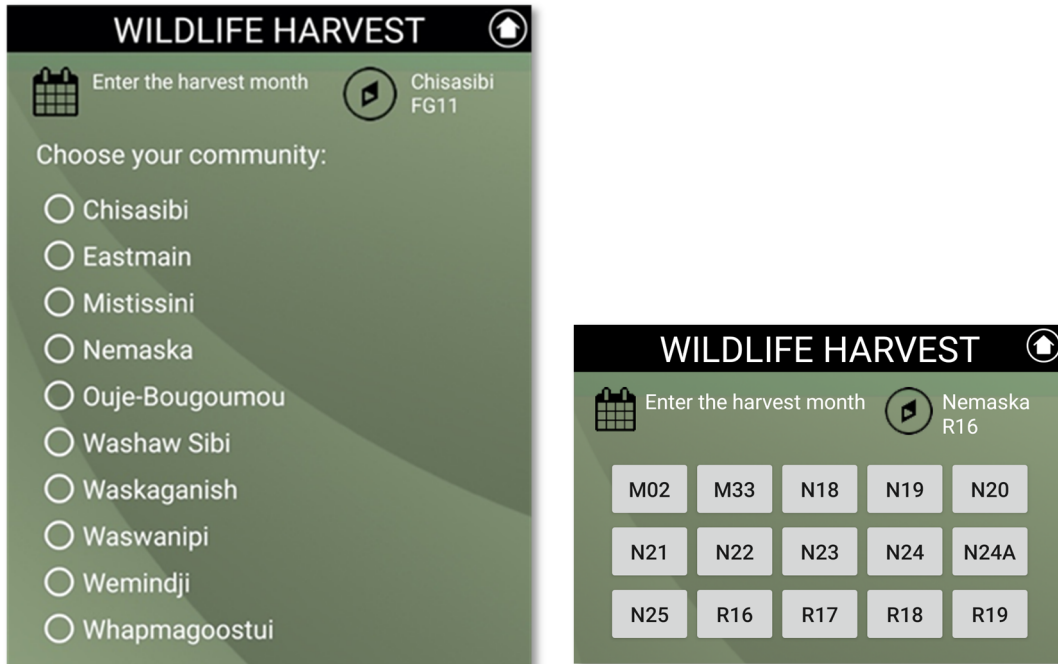 WILDLIFE HARVEST
Enter the harvest month
Chisasibi
FG11
Choose your community:
Chisasibi
Eastmain
Mistissini
Nemaska
Ouje-Bougoumou
Washaw Sibi
Waskaganish
Waswanipi
Wemindji
Whapmagoostui
WILDLIFE HARVEST
Enter the harvest month
Nemaska
R16
M02 M33 N18 N19 N20
N21 N22 N23 N24 N24A
N25 R16 R17 R18 R19